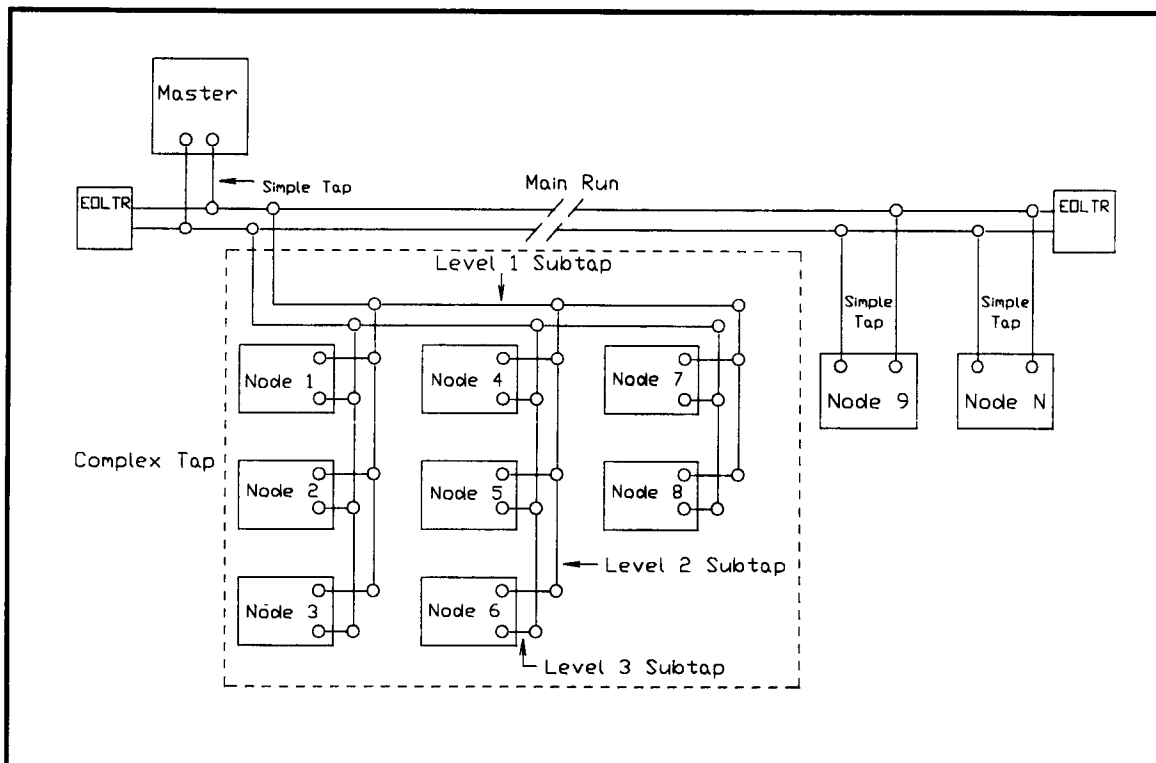 Master
Simple Tap
Main Run
EOLTR
EOLTR
Level 1 Subtap
Simple
Tap
Simple
Tap
Node 1
Node 4
Node 7
Node 9
Node N
Complex Tap
Node 2
Node 5
Node 8
Level 2 Subtap
Node 3
Node 6
Level 3 Subtap